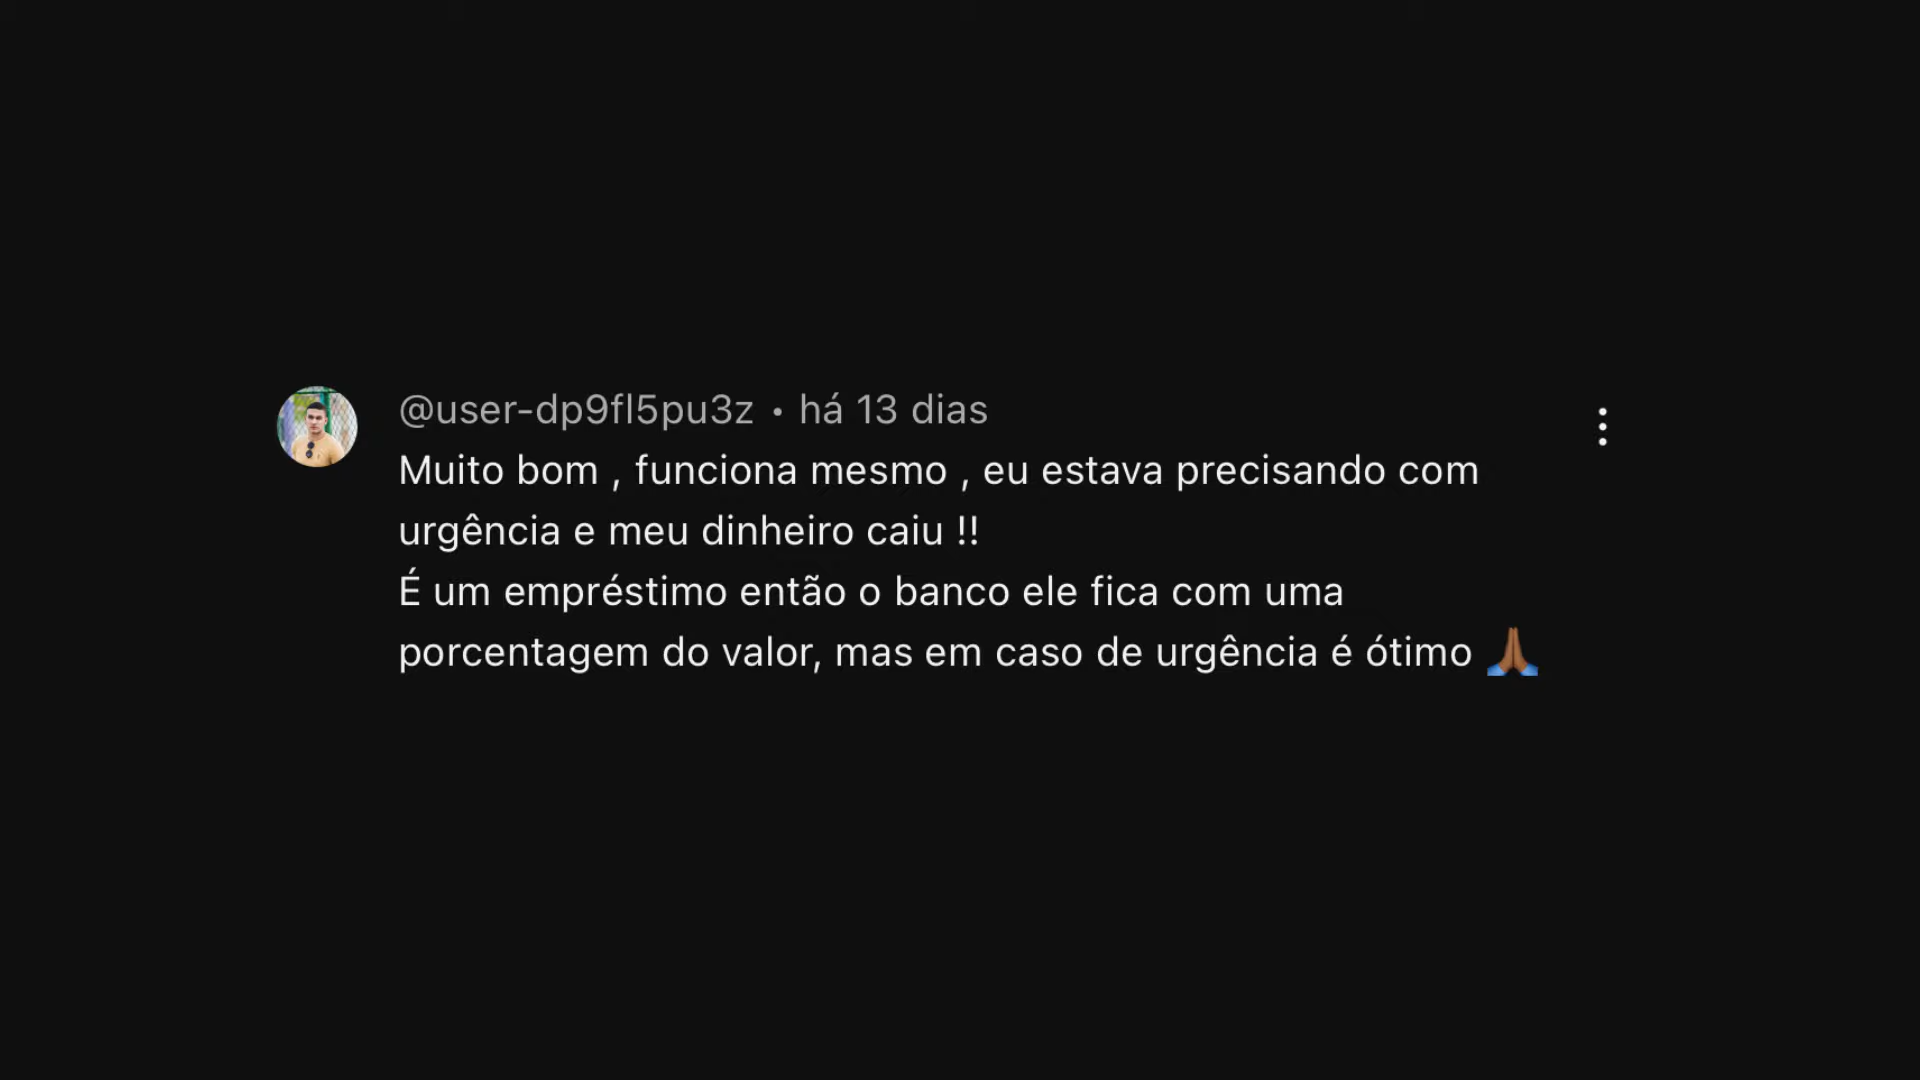 @user-dp9fl5pu3z • há 13 dias
Muito bom , funciona mesmo , eu estava precisando com
urgência e meu dinheiro caiu !!
É um empréstimo então o banco ele fica com uma
porcentagem do valor, mas em caso de urgência é ótimo 🙏🏾